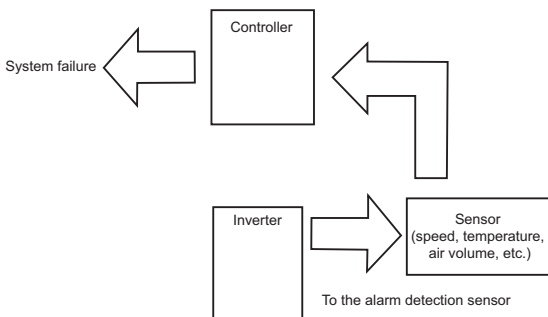 Controller
System failure
Inverter
Sensor
(speed, temperature,
air volume, etc.)
To the alarm detection sensor